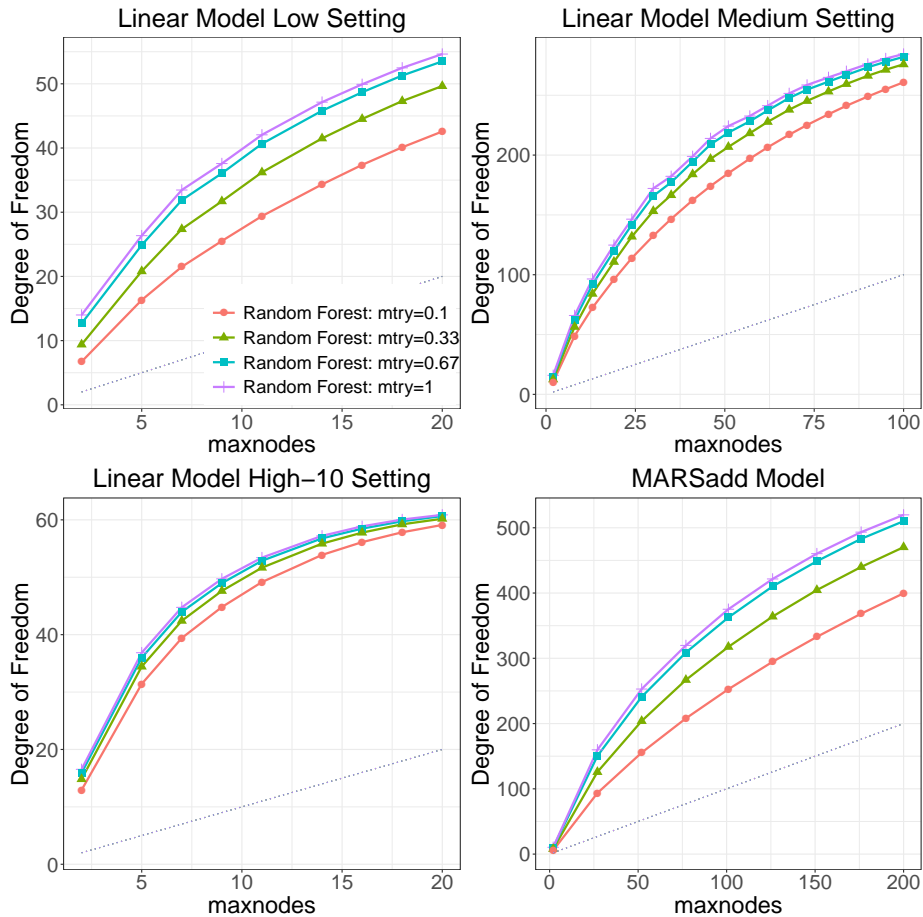 Linear Model Low Setting
Degree of Freedom
50
40
30
20
10
0
Random Forest: mtry=0.1
Random Forest: mtry=0.33
Random Forest: mtry=0.67
Random Forest: mtry=1
5
10
15
20
maxnodes
Linear Model Medium Setting
Degree of Freedom
200
100
0
0
25
50
75
100
maxnodes
Linear Model High−10 Setting
Degree of Freedom
60
40
20
0
5
10
15
20
maxnodes
MARSadd Model
Degree of Freedom
500
400
300
200
100
0
0
50
100
150
200
maxnodes